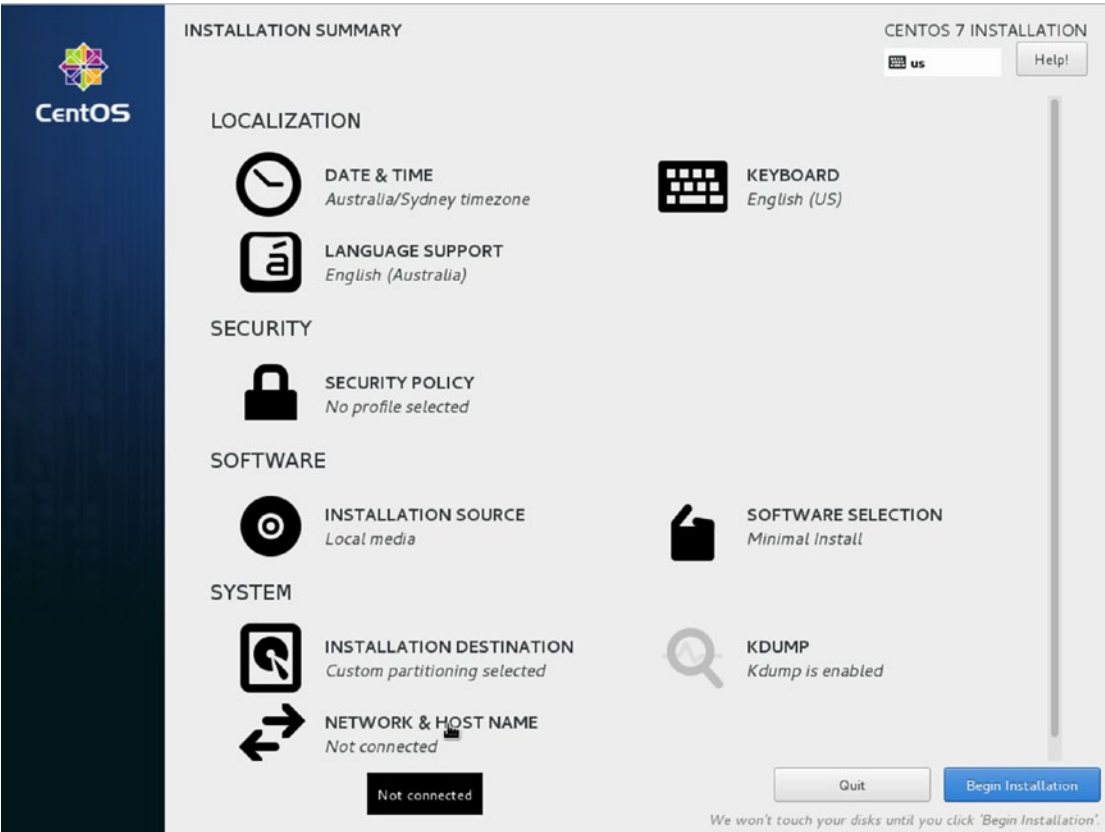 INSTALLATION SUMMARY
CENTOS 7 INSTALLATION
us
Help!
CentOS
LOCALIZATION
DATE & TIME
Australia/Sydney timezone
KEYBOARD
English (US)
á
LANGUAGE SUPPORT
English (Australia)
SECURITY
SECURITY POLICY
No profile selected
SOFTWARE
INSTALLATION SOURCE
Local media
SOFTWARE SELECTION
Minimal Install
SYSTEM
INSTALLATION DESTINATION
Custom partitioning selected
KDUMP
Kdump is enabled
NETWORK & HOST NAME
Not connected
Not connected
Quit
Begin Installation
We won't touch your disks until you click 'Begin Installation'.